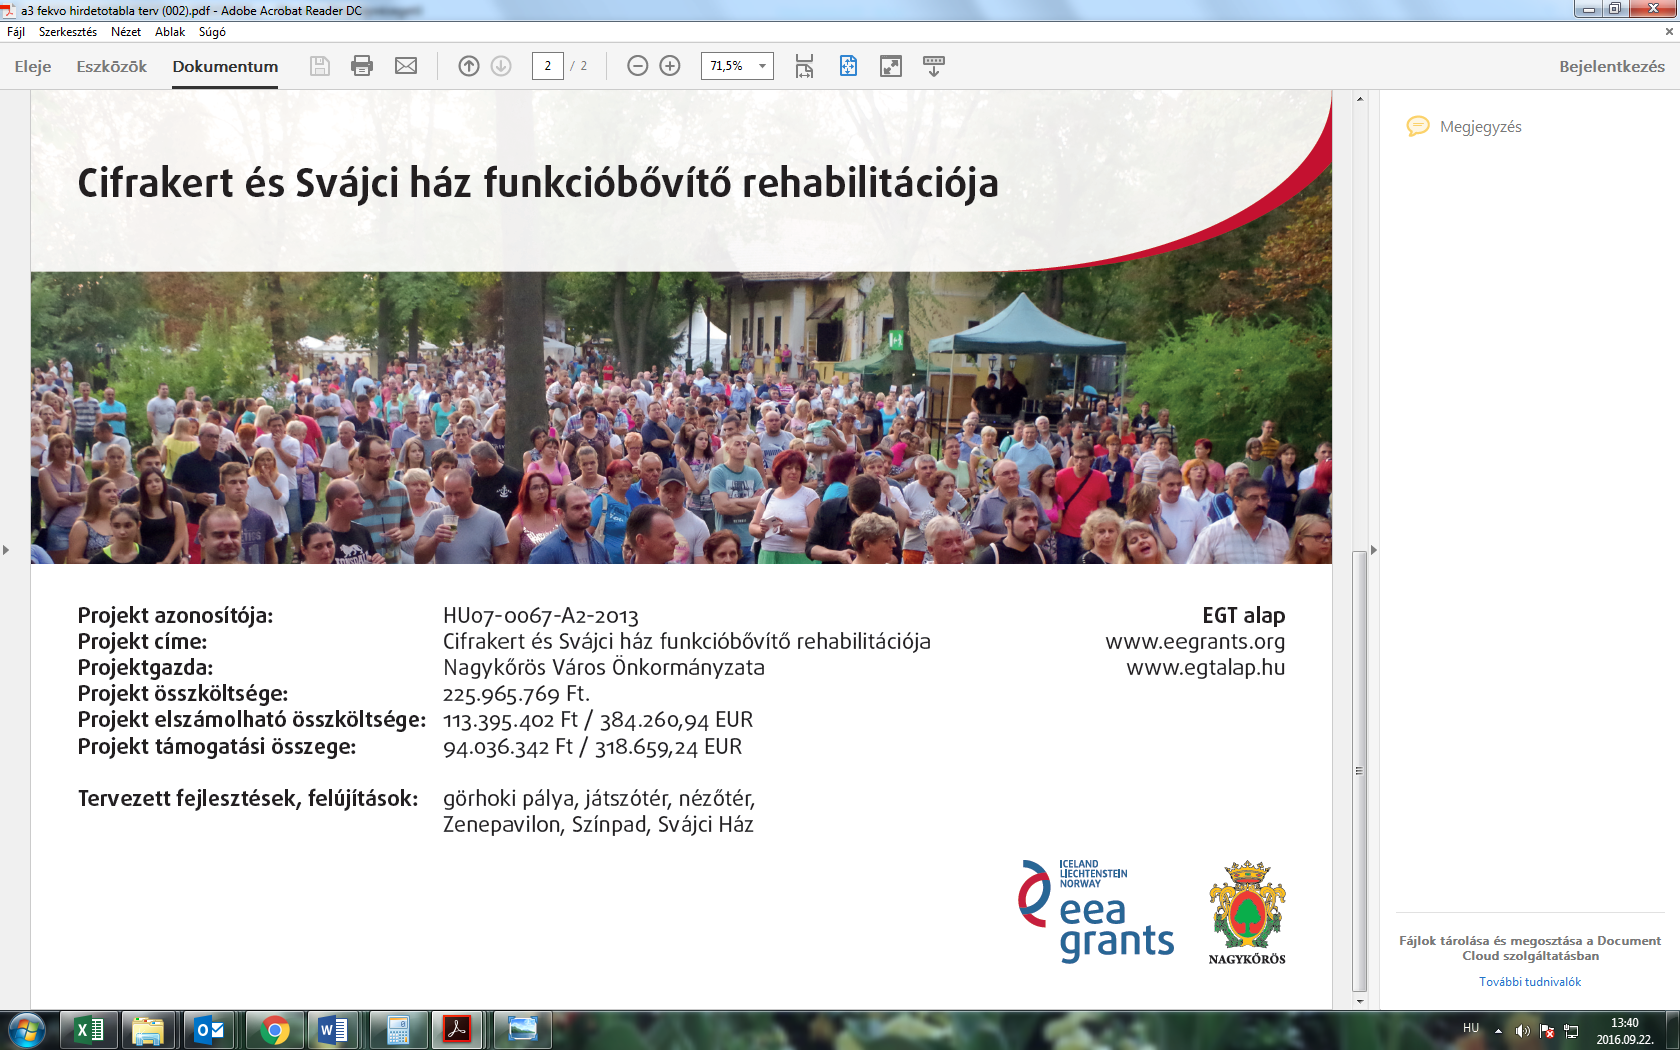 a3 fekvo hirdetotabla terv (002).pdf - Adobe Acrobat Reader DC
Fájl Szerkesztés Nézet Ablak Súgó
Eleje Eszközök Dokumentum 2 / 2 71,5% Bejelentkezés
Megjegyzés
Cifrakert és Svájci ház funkcióbővítő rehabilitációja
Projekt azonosítója: HU07-0067-A2-2013
Projekt címe: Cifrakert és Svájci ház funkcióbővítő rehabilitációja
Projektgazda: Nagykőrös Város Önkormányzata
Projekt összköltsége: 225.965.769 Ft.
Projekt elszámolható összköltsége: 113.395.402 Ft / 384.260,94 EUR
Projekt támogatási összege: 94.036.342 Ft / 318.659,24 EUR
Tervezett fejlesztések, felújítások: görhoki pálya, játszótér, nézőtér,
Zenepavilon, Színpad, Svájci Ház
EGT alap
www.eegrants.org
www.egtalap.hu
ICELAND
LIECHTENSTEIN
NORWAY
eea
grants
NAGYKŐRÖS
Fájlok tárolása és megosztása a Document
Cloud szolgáltatásban
További tudnivalók
HU
13:40
2016.09.22.